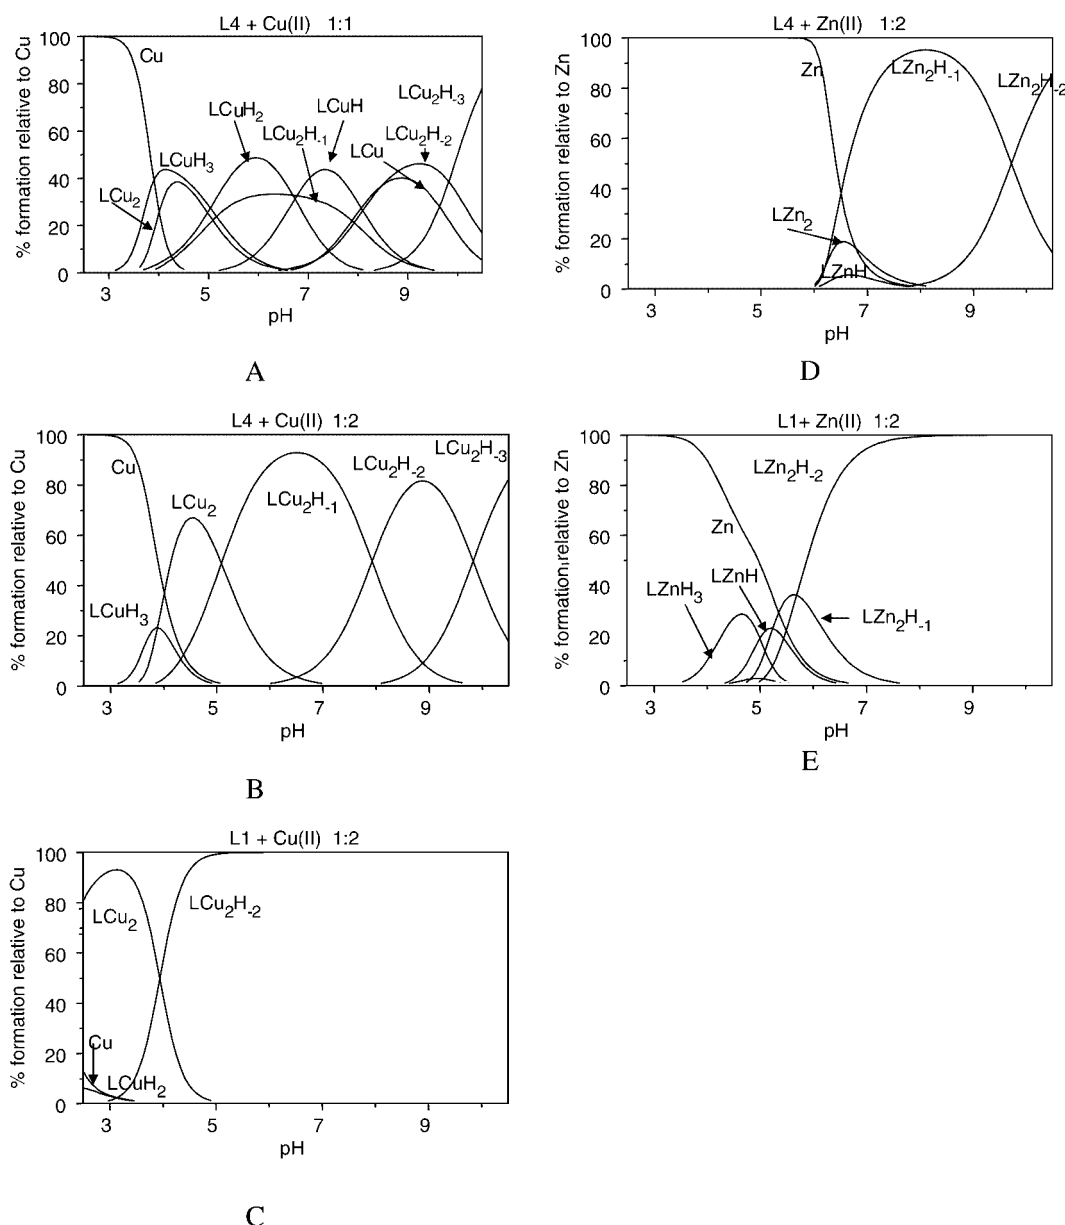 L4 + Cu(II) 1:1
% formation relative to Cu
100
80
60
40
20
0
Cu
LCu₂
LCuH₃
LCuH₂
LCu₂H₋₁
LCuH
LCu
LCu₂H₋₃
LCu₂H₋₂
3 5 7 9
pH
A
L4 + Zn(II) 1:2
% formation relative to Zn
100
80
60
40
20
0
Zn
LZn₂H₋₁
LZn₂H₋₂
LZn₂
LZnH
3 5 7 9
pH
D
L4 + Cu(II) 1:2
% formation relative to Cu
100
80
60
40
20
0
Cu
LCuH₃
LCu₂
LCu₂H₋₁
LCu₂H₋₂
LCu₂H₋₃
3 5 7 9
pH
B
L1+ Zn(II) 1:2
% formation relative to Zn
100
80
60
40
20
0
LZn₂H₋₂
Zn
LZnH₃
LZnH
LZn₂H₋₁
3 5 7 9
pH
E
L1 + Cu(II) 1:2
% formation relative to Cu
100
80
60
40
20
0
LCu₂
LCu₂H₋₂
Cu
LCuH₂
3 5 7 9
pH
C